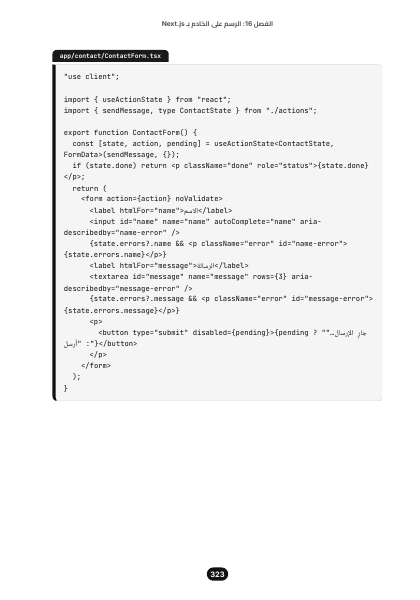 الفصل 16: الرسم على الخادم بـ Next.js
app/contact/ContactForm.tsx
"use client";
import { useActionState } from "react";
import { sendMessage, type ContactState } from "./actions";
export function ContactForm() {
const [state, action, pending] = useActionState<ContactState,
FormData>(sendMessage, {});
if (state.done) return <p className="done" role="status">{state.done}
</p>;
return (
<form action={action} noValidate>
<label htmlFor="name">الاسم</label>
<input id="name" name="name" autoComplete="name" aria-
describedby="name-error" />
{state.errors?.name && <p className="error" id="name-error">
{state.errors.name}</p>}
<label htmlFor="message">الرسالة</label>
<textarea id="message" name="message" rows={3} aria-
describedby="message-error" />
{state.errors?.message && <p className="error" id="message-error">
{state.errors.message}</p>}
<p>
<button type="submit" disabled={pending}>{pending ? "جارٍ الإرسال…"
: "أرسل"}</button>
</p>
</form>
);
}
323